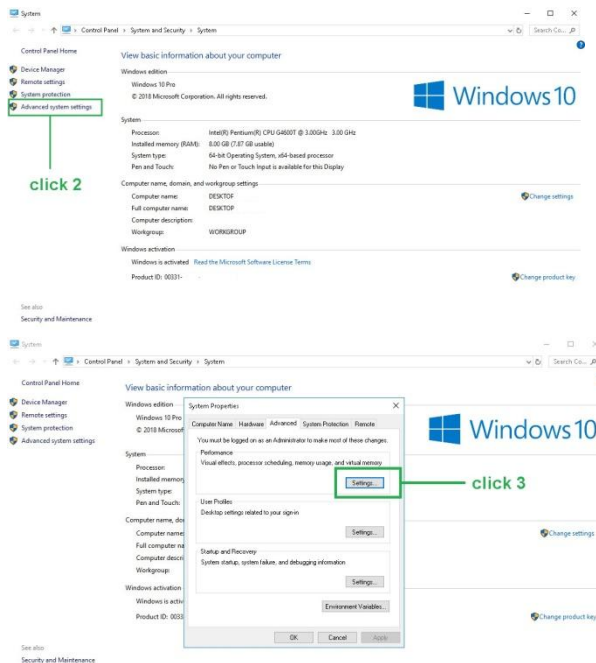 System
Control Panel > System and Security > System
Search Co...
Control Panel Home
Device Manager
Remote settings
System protection
Advanced system settings
click 2
View basic information about your computer
Windows edition
Windows 10 Pro
© 2018 Microsoft Corporation. All rights reserved.
Windows 10
System
Processor: Intel(R) Pentium(R) CPU G4600T @ 3.00GHz 3.00 GHz
Installed memory (RAM): 8.00 GB (7.87 GB usable)
System type: 64-bit Operating System, x64-based processor
Pen and Touch: No Pen or Touch Input is available for this Display
Computer name, domain, and workgroup settings
Computer name: DESKTOP
Change settings
Full computer name: DESKTOP
Computer description:
Workgroup: WORKGROUP
Windows activation
Windows is activated Read the Microsoft Software License Terms
Product ID: 00331-
Change product key
See also
Security and Maintenance
System
Control Panel > System and Security > System
Search Co...
Control Panel Home
Device Manager
Remote settings
System protection
Advanced system settings
View basic information about your computer
Windows edition
Windows 10 Pro
© 2018 Microsof
Windows 10
System
Processor:
Installed memory
System type:
Pen and Touch:
Computer name, do
Computer name
Full computer na
Computer descri
Workgroup:
Windows activation
Windows is activ
Product ID: 0033
Change settings
Change product key
System Properties
Computer Name Hardware Advanced System Protection Remote
You must be logged on as an Administrator to make most of these changes.
Performance
Visual effects, processor scheduling, memory usage, and virtual memory
Settings...
click 3
User Profiles
Desktop settings related to your sign-in
Settings...
Startup and Recovery
System startup, system failure, and debugging information
Settings...
Environment Variables...
OK Cancel Apply
See also
Security and Maintenance